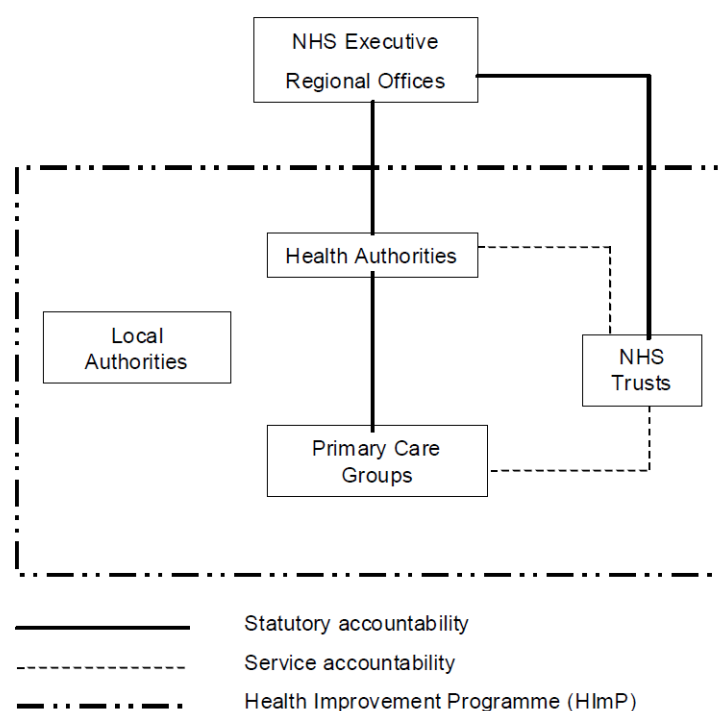 NHS Executive
Regional Offices
Health Authorities
Local
Authorities
NHS
Trusts
Primary Care
Groups
Statutory accountability
Service accountability
Health Improvement Programme (HImP)